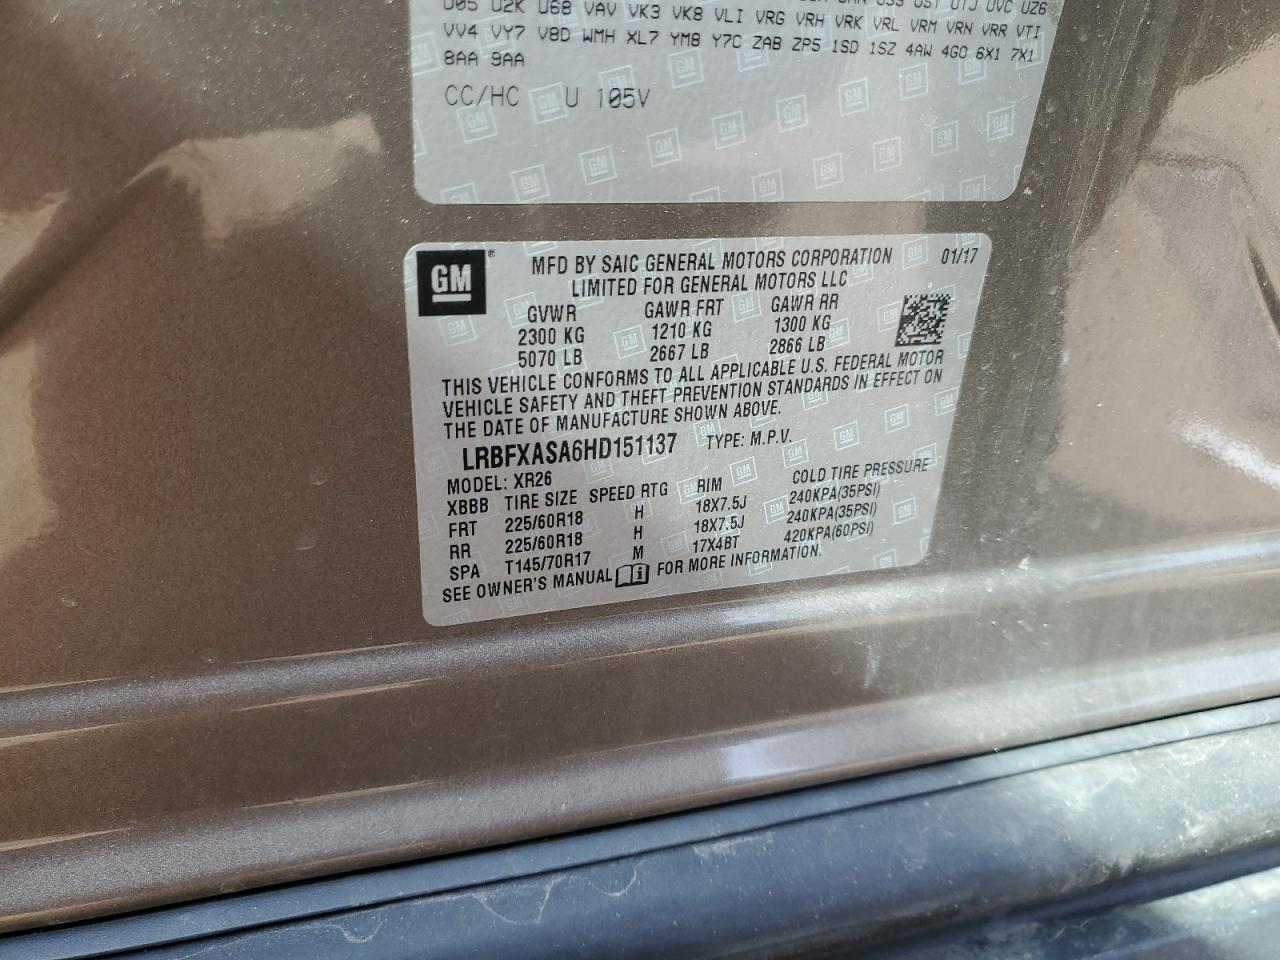 U05 U2K U68 VAV VK3 VK8 VLI VRG VRH VRK VRL VRM VRN VRR VTI
VV4 VY7 V8D WMH XL7 YM8 Y7C ZAB ZP5 1SD 1SZ 4AW 4G0 6X1 7X1
8AA 9AA
CC/HC U 105V
GM® MFD BY SAIC GENERAL MOTORS CORPORATION 01/17
LIMITED FOR GENERAL MOTORS LLC
GVWR GAWR FRT GAWR RR
2300 KG 1210 KG 1300 KG
5070 LB 2667 LB 2866 LB
THIS VEHICLE CONFORMS TO ALL APPLICABLE U.S. FEDERAL MOTOR
VEHICLE SAFETY AND THEFT PREVENTION STANDARDS IN EFFECT ON
THE DATE OF MANUFACTURE SHOWN ABOVE.
LRBFXASA6HD151137 TYPE: M.P.V.
MODEL: XR26
XBBB TIRE SIZE SPEED RTG RIM COLD TIRE PRESSURE
FRT 225/60R18 H 18X7.5J 240KPA(35PSI)
RR 225/60R18 H 18X7.5J 240KPA(35PSI)
SPA T145/70R17 M 17X4BT 420KPA(60PSI)
SEE OWNER'S MANUAL FOR MORE INFORMATION.